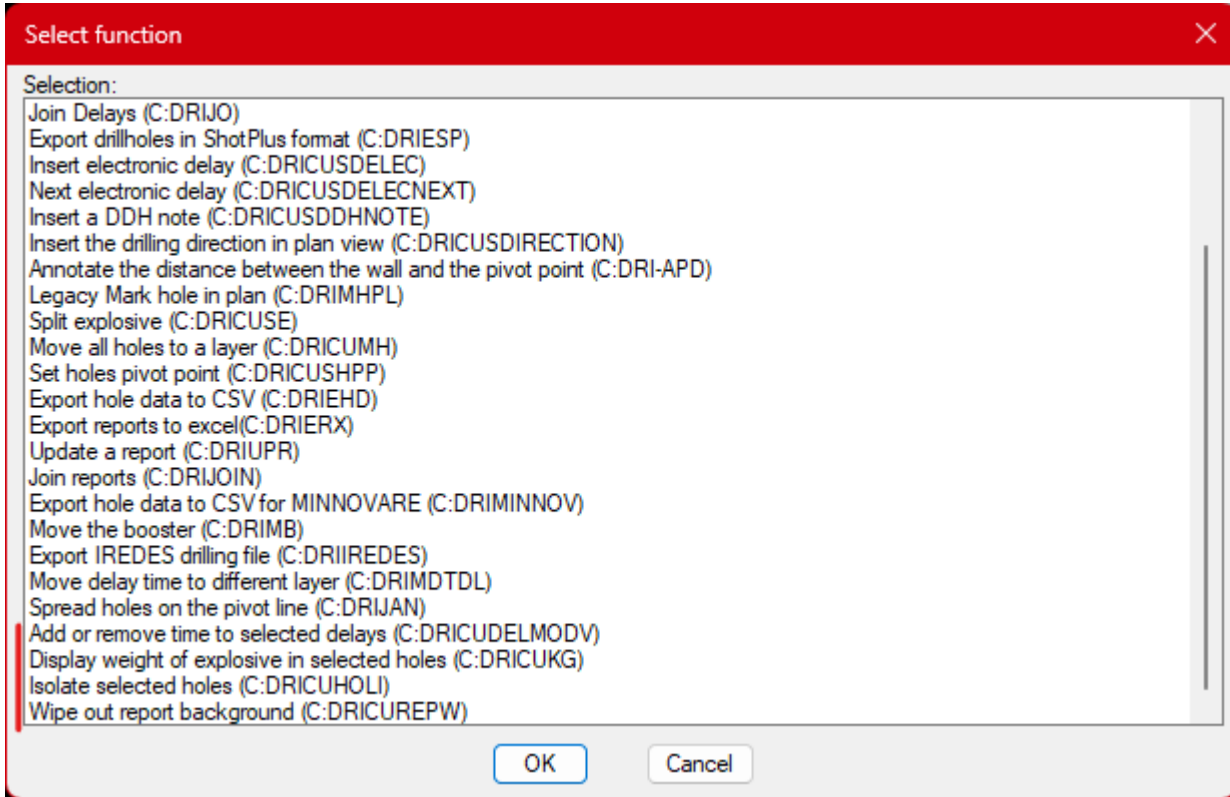 Select function
Selection:
Join Delays (C:DRIJO)
Export drillholes in ShotPlus format (C:DRIESP)
Insert electronic delay (C:DRICUSDELEC)
Next electronic delay (C:DRICUSDELECNEXT)
Insert a DDH note (C:DRICUSDDHNOTE)
Insert the drilling direction in plan view (C:DRICUSDIRECTION)
Annotate the distance between the wall and the pivot point (C:DRI-APD)
Legacy Mark hole in plan (C:DRIMHPL)
Split explosive (C:DRICUSE)
Move all holes to a layer (C:DRICUMH)
Set holes pivot point (C:DRICUSHPP)
Export hole data to CSV (C:DRIEHD)
Export reports to excel(C:DRIERX)
Update a report (C:DRIUPR)
Join reports (C:DRIJOIN)
Export hole data to CSV for MINNOVARE (C:DRIMINNOV)
Move the booster (C:DRIMB)
Export IREDES drilling file (C:DRIIREDES)
Move delay time to different layer (C:DRIMDTDL)
Spread holes on the pivot line (C:DRIJAN)
Add or remove time to selected delays (C:DRICUDELMODV)
Display weight of explosive in selected holes (C:DRICUKG)
Isolate selected holes (C:DRICUHOLI)
Wipe out report background (C:DRICUREPW)
OK
Cancel